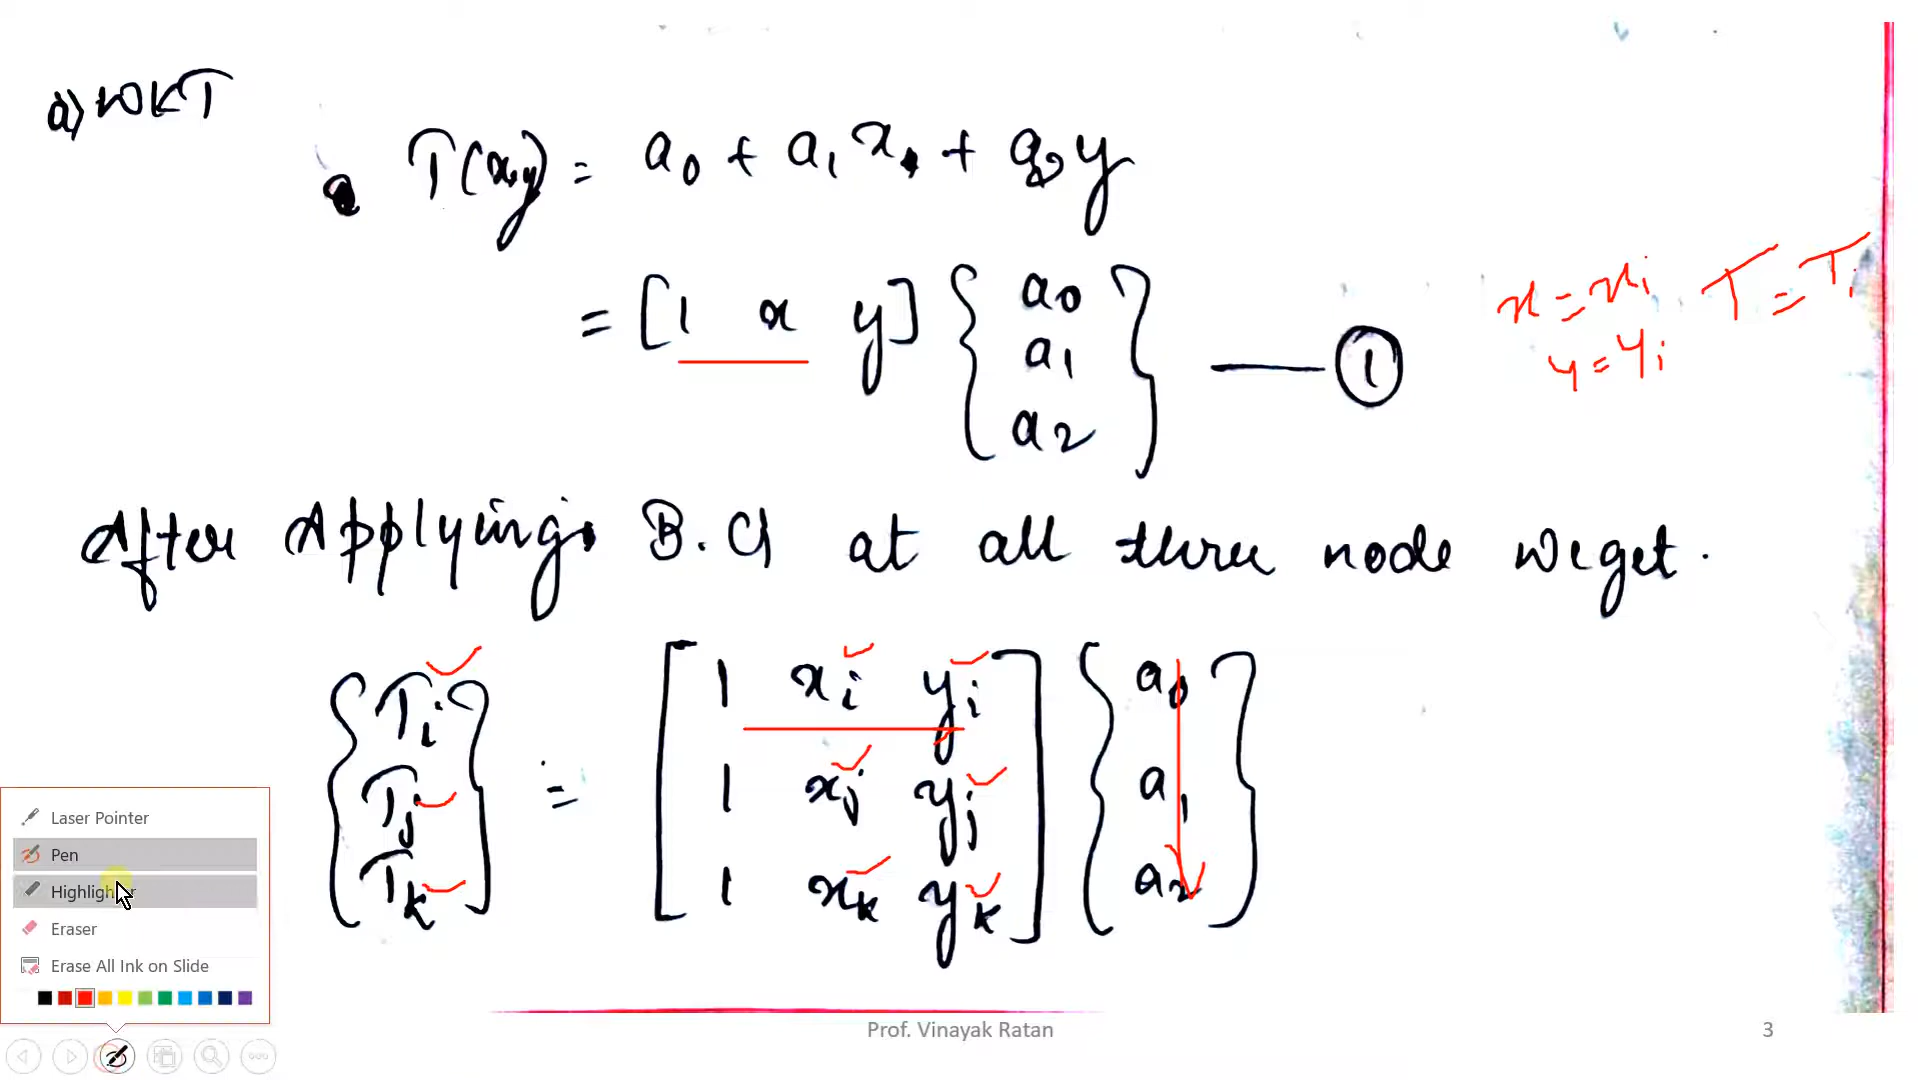 a) WKT
T(x,y) = a0 + a1 x + a2 y
= [1 x y] { a0 a1 a2 } —— ①
x = xi T = Ti
y = yi
After Applying B.C at all three node we get.
{ Ti Tj Tk } = [ 1 xi yi
1 xj yj
1 xk yk ] { a0 a1 a2 }
Laser Pointer
Pen
Highlighter
Eraser
Erase All Ink on Slide
Prof. Vinayak Ratan
3